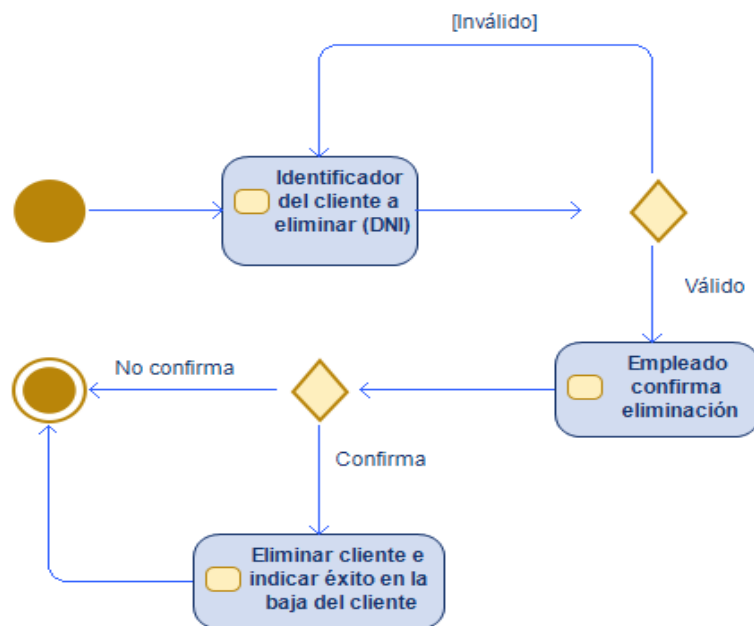 [Inválido]
Identificador
del cliente a
eliminar (DNI)
Válido
Empleado
confirma
eliminación
No confirma
Confirma
Eliminar cliente e
indicar éxito en la
baja del cliente